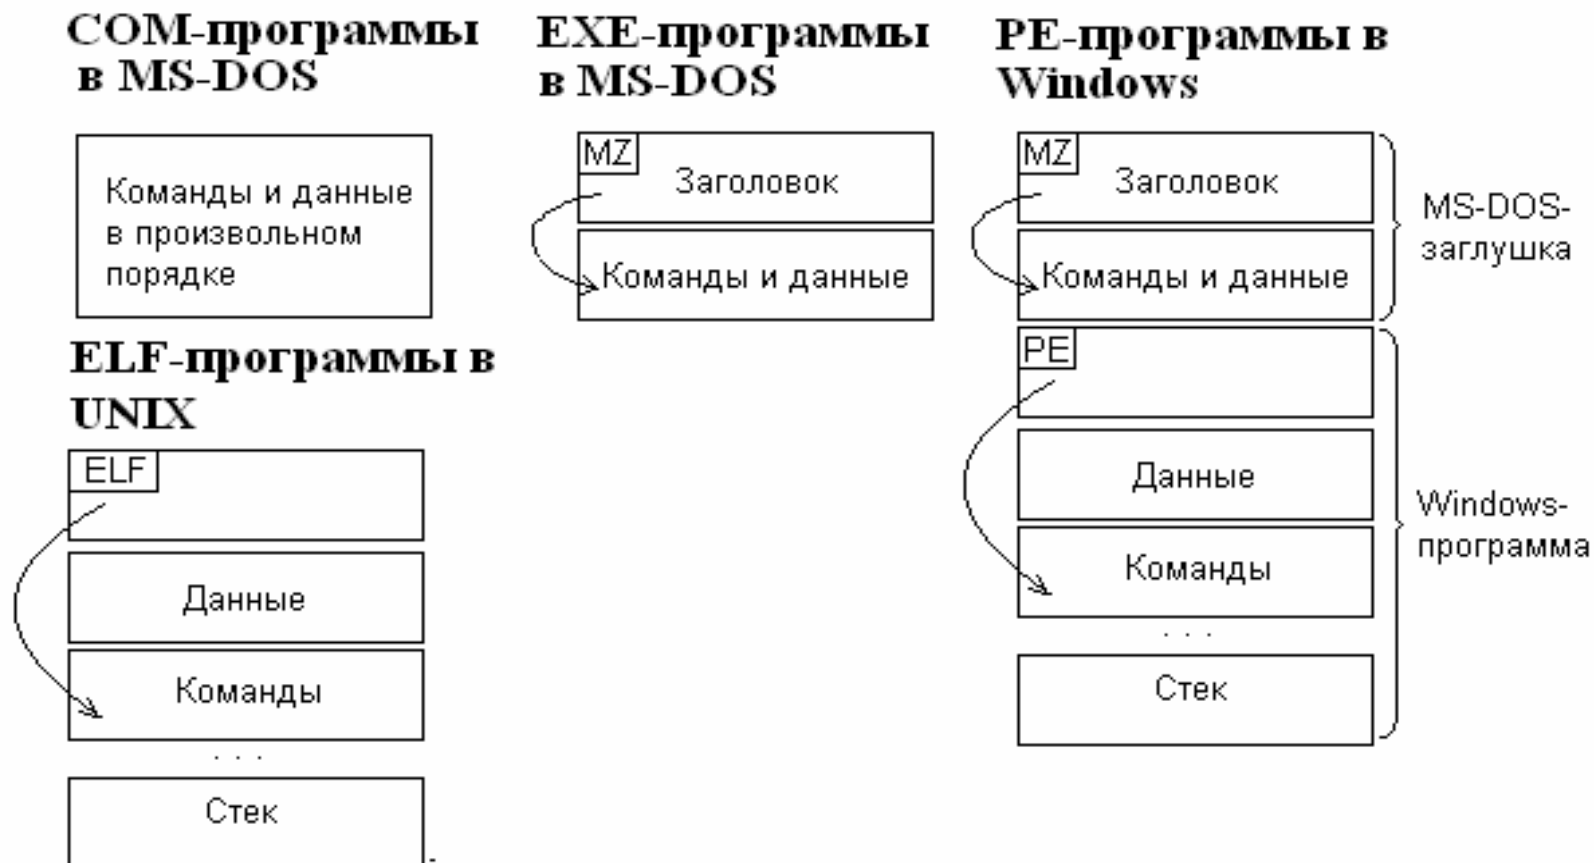 COM-программы
в MS-DOS
Команды и данные
в произвольном
порядке
EXE-программы
в MS-DOS
MZ
Заголовок
Команды и данные
PE-программы в
Windows
MZ
Заголовок
Команды и данные
MS-DOS-
заглушка
PE
Данные
Команды
. . .
Стек
Windows-
программа
ELF-программы в
UNIX
ELF
Данные
Команды
. . .
Стек